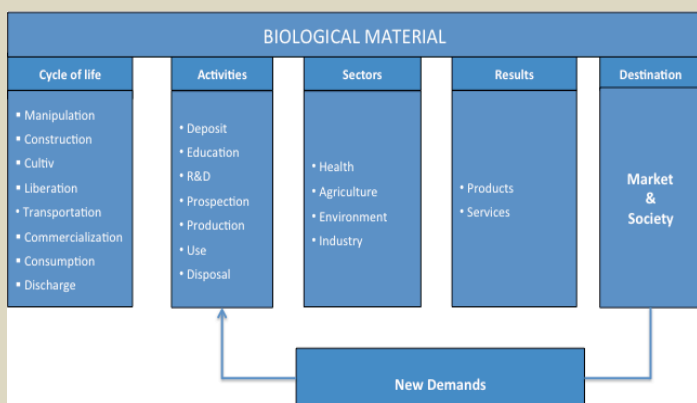 BIOLOGICAL MATERIAL
Cycle of life
▪ Manipulation
▪ Construction
▪ Cultiv
▪ Liberation
• Transportation
▪ Commercialization
▪ Consumption
▪ Discharge
Activities
• Deposit
• Education
• R&D
• Prospection
• Production
• Use
• Disposal
Sectors
• Health
• Agriculture
• Environment
• Industry
Results
• Products
• Services
Destination
Market
&
Society
New Demands